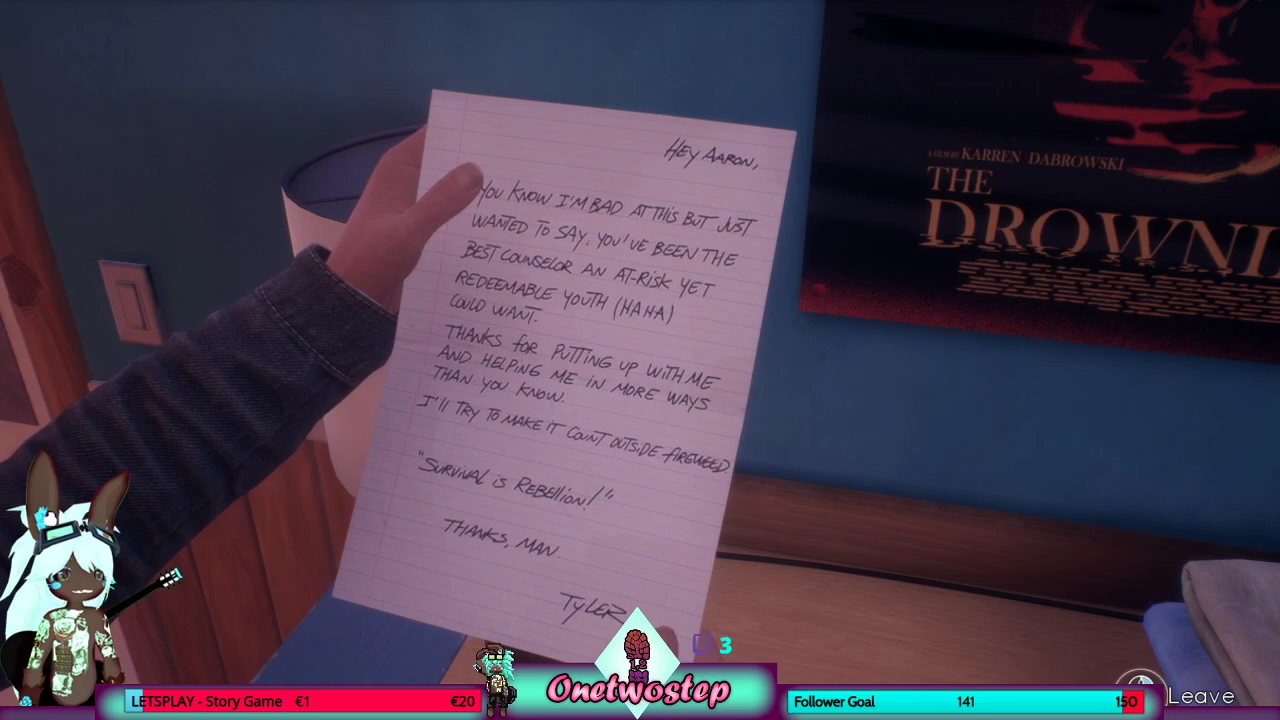 HEY AARON,
YOU KNOW I'M BAD AT THIS BUT JUST
WANTED TO SAY, YOU'VE BEEN THE
BEST COUNSELOR AN AT-RISK YET
REDEEMABLE YOUTH (HAHA)
COULD WANT.
THANKS FOR PUTTING UP WITH ME
AND HELPING ME IN MORE WAYS
THAN YOU KNOW.
I'LL TRY TO MAKE IT COUNT OUTSIDE FIREWEED
"SURVIVAL IS REBELLION!"
THANKS, MAN
TYLER
A FILM BY KARREN DABROWSKI
THE
DROWNI
3
LETSPLAY - Story Game €1 €20
Onetwostep
Follower Goal 141 150
Leave